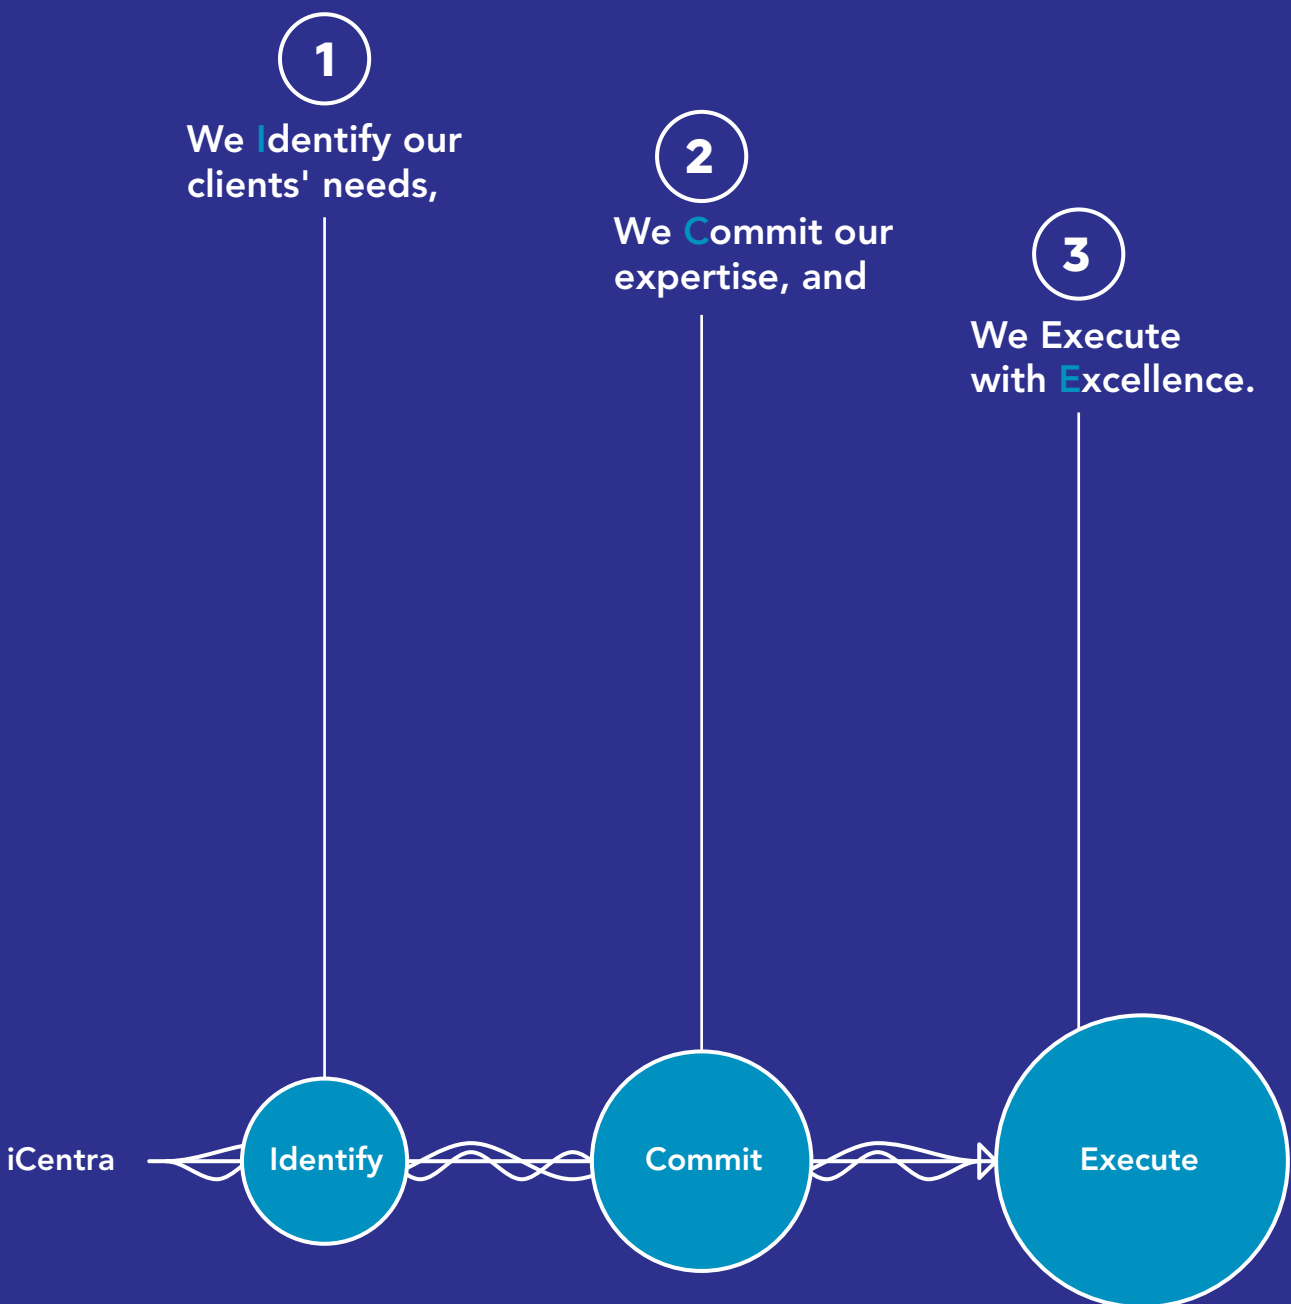 1
We Identify our
clients' needs,
2
We Commit our
expertise, and
3
We Execute
with Excellence.
iCentra
Identify
Commit
Execute